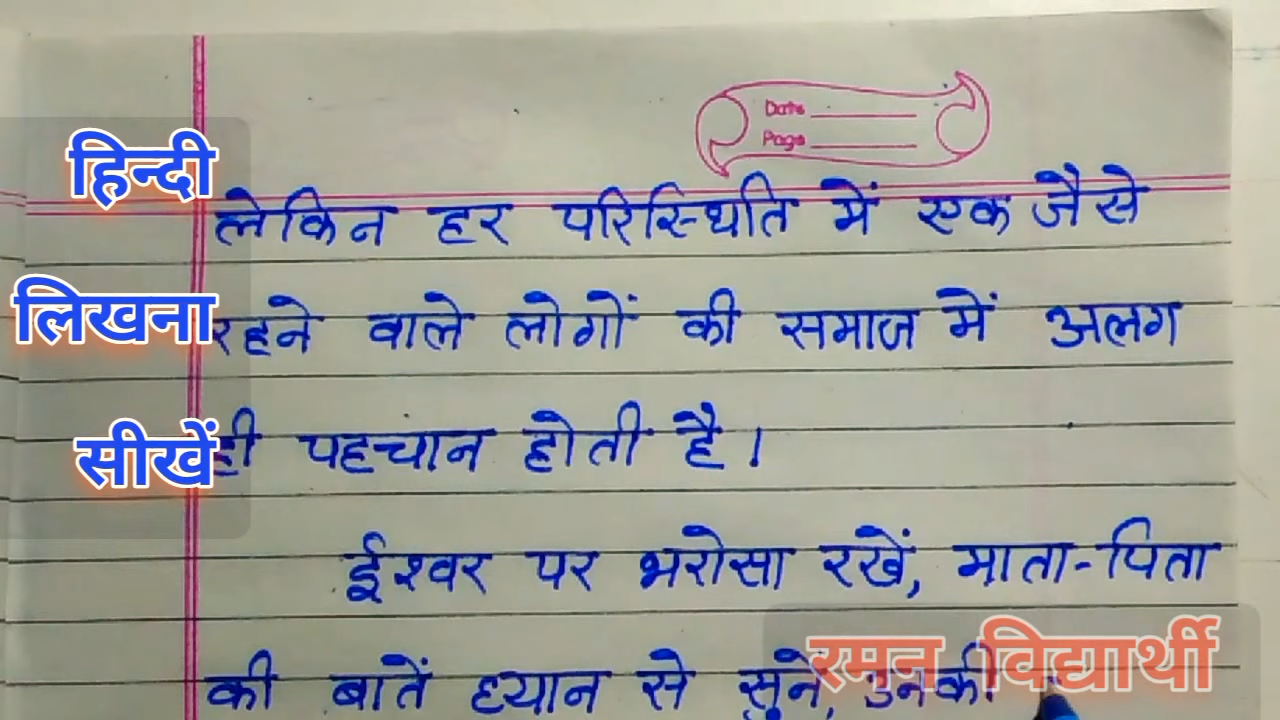 Date
Page
हिन्दी
लेकिन हर परिस्थिति में एक जैसे
लिखना
रहने वाले लोगों की समाज में अलग
सीखें
ही पहचान होती है।
ईश्वर पर भरोसा रखें, माता-पिता
रमन विद्यार्थी
की बातें ध्यान से सुनें, उनकी